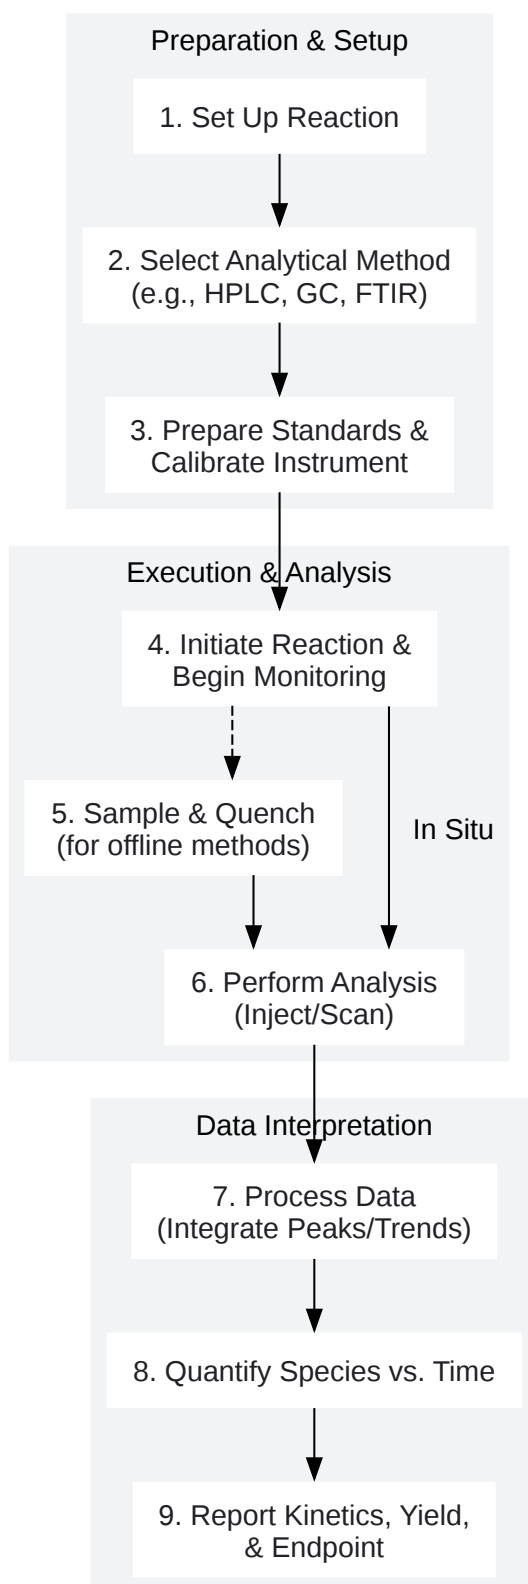 Preparation & Setup
1. Set Up Reaction
2. Select Analytical Method
(e.g., HPLC, GC, FTIR)
3. Prepare Standards &
Calibrate Instrument
Execution & Analysis
4. Initiate Reaction &
Begin Monitoring
5. Sample & Quench
(for offline methods)
In Situ
6. Perform Analysis
(Inject/Scan)
Data Interpretation
7. Process Data
(Integrate Peaks/Trends)
8. Quantify Species vs. Time
9. Report Kinetics, Yield,
& Endpoint